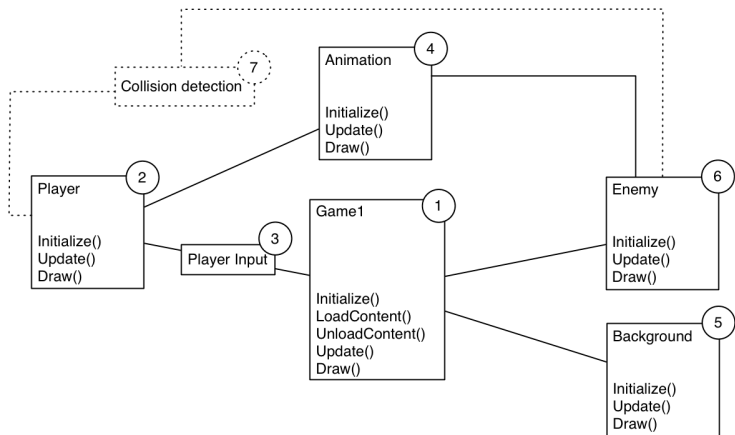 7
Collision detection
4
Animation
Initialize()
Update()
Draw()
2
Player
Initialize()
Update()
Draw()
3
Player Input
1
Game1
Initialize()
LoadContent()
UnloadContent()
Update()
Draw()
6
Enemy
Initialize()
Update()
Draw()
5
Background
Initialize()
Update()
Draw()